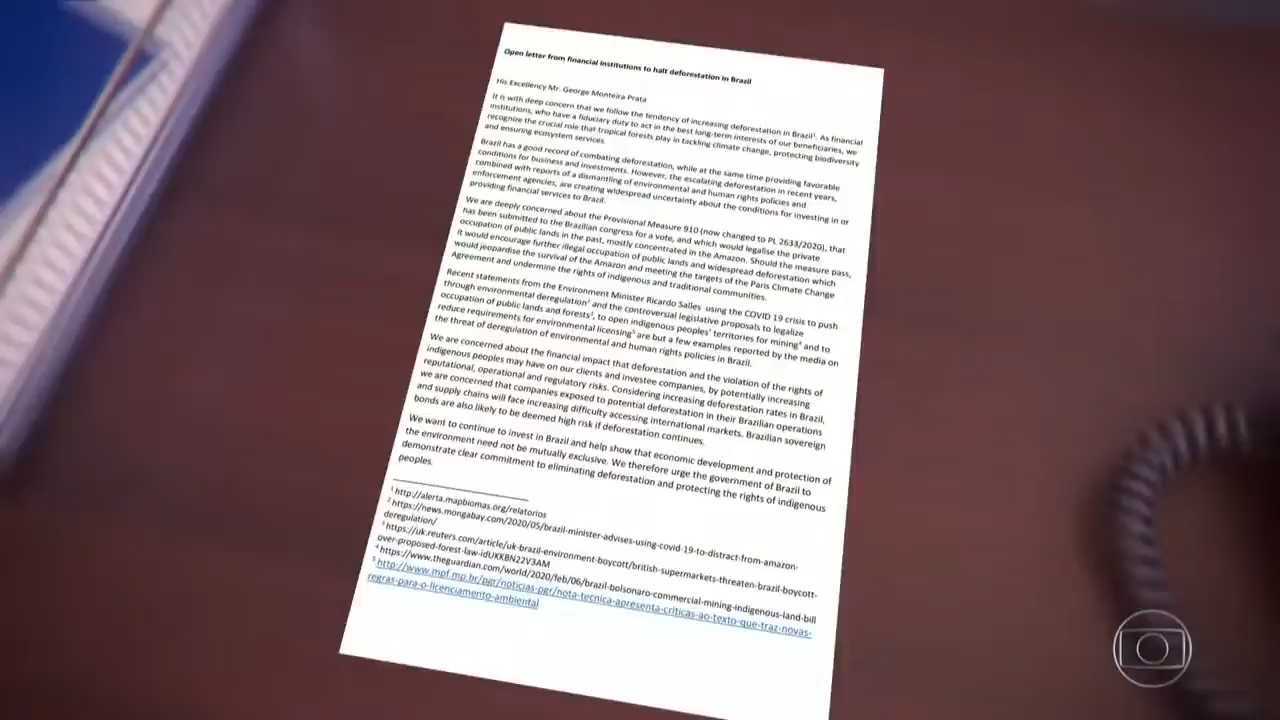 Open letter from financial institutions to halt deforestation in Brazil
His Excellency Mr. George Monteira Prata
It is with deep concern that we follow the tendency of increasing deforestation in Brazil¹. As financial
institutions, who have a fiduciary duty to act in the best long-term interests of our beneficiaries, we
recognize the crucial role that tropical forests play in tackling climate change, protecting biodiversity
and ensuring ecosystem services.
Brazil has a good record of combating deforestation, while at the same time providing favorable
conditions for business and investments. However, the escalating deforestation in recent years,
combined with reports of a dismantling of environmental and human rights policies and
enforcement agencies, are creating widespread uncertainty about the conditions for investing in or
providing financial services to Brazil.
We are deeply concerned about the Provisional Measure 910 (now changed to PL 2633/2020), that
has been submitted to the Brazilian congress for a vote, and which would legalise the private
occupation of public lands in the past, mostly concentrated in the Amazon. Should the measure pass,
it would encourage further illegal occupation of public lands and widespread deforestation which
would jeopardise the survival of the Amazon and meeting the targets of the Paris Climate Change
Agreement and undermine the rights of indigenous and traditional communities.
Recent statements from the Environment Minister Ricardo Salles using the COVID 19 crisis to push
through environmental deregulation² and the controversial legislative proposals to legalize
occupation of public lands and forests³, to open indigenous peoples' territories for mining⁴ and to
reduce requirements for environmental licensing⁵ are but a few examples reported by the media on
the threat of deregulation of environmental and human rights policies in Brazil.
We are concerned about the financial impact that deforestation and the violation of the rights of
indigenous peoples may have on our clients and investee companies, by potentially increasing
reputational, operational and regulatory risks. Considering increasing deforestation rates in Brazil,
we are concerned that companies exposed to potential deforestation in their Brazilian operations
and supply chains will face increasing difficulty accessing international markets. Brazilian sovereign
bonds are also likely to be deemed high risk if deforestation continues.
We want to continue to invest in Brazil and help show that economic development and protection of
the environment need not be mutually exclusive. We therefore urge the government of Brazil to
demonstrate clear commitment to eliminating deforestation and protecting the rights of indigenous
peoples.
¹ http://alerta.mapbiomas.org/relatorios
² https://news.mongabay.com/2020/05/brazil-minister-advises-using-covid-19-to-distract-from-amazon-
deregulation/
³ https://uk.reuters.com/article/uk-brazil-environment-boycott/british-supermarkets-threaten-brazil-boycott-
over-proposed-forest-law-idUKKBN22V3AM
⁴ https://www.theguardian.com/world/2020/feb/06/brazil-bolsonaro-commercial-mining-indigenous-land-bill
⁵ http://www.mpf.mp.br/pgr/noticias-pgr/nota-tecnica-apresenta-criticas-ao-texto-que-traz-novas-
regras-para-o-licenciamento-ambiental